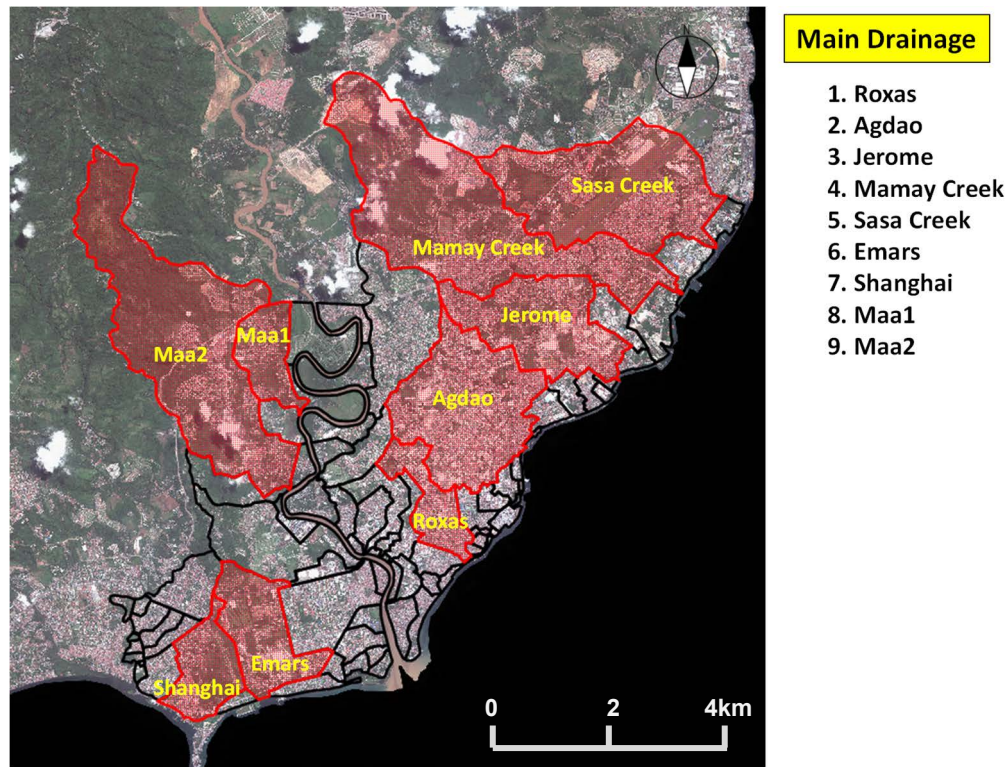 Main Drainage
1. Roxas
2. Agdao
3. Jerome
4. Mamay Creek
5. Sasa Creek
6. Emars
7. Shanghai
8. Maa1
9. Maa2
Sasa Creek
Mamay Creek
Jerome
Maa1
Maa2
Agdao
Roxas
Emars
Shanghai
0 2 4km